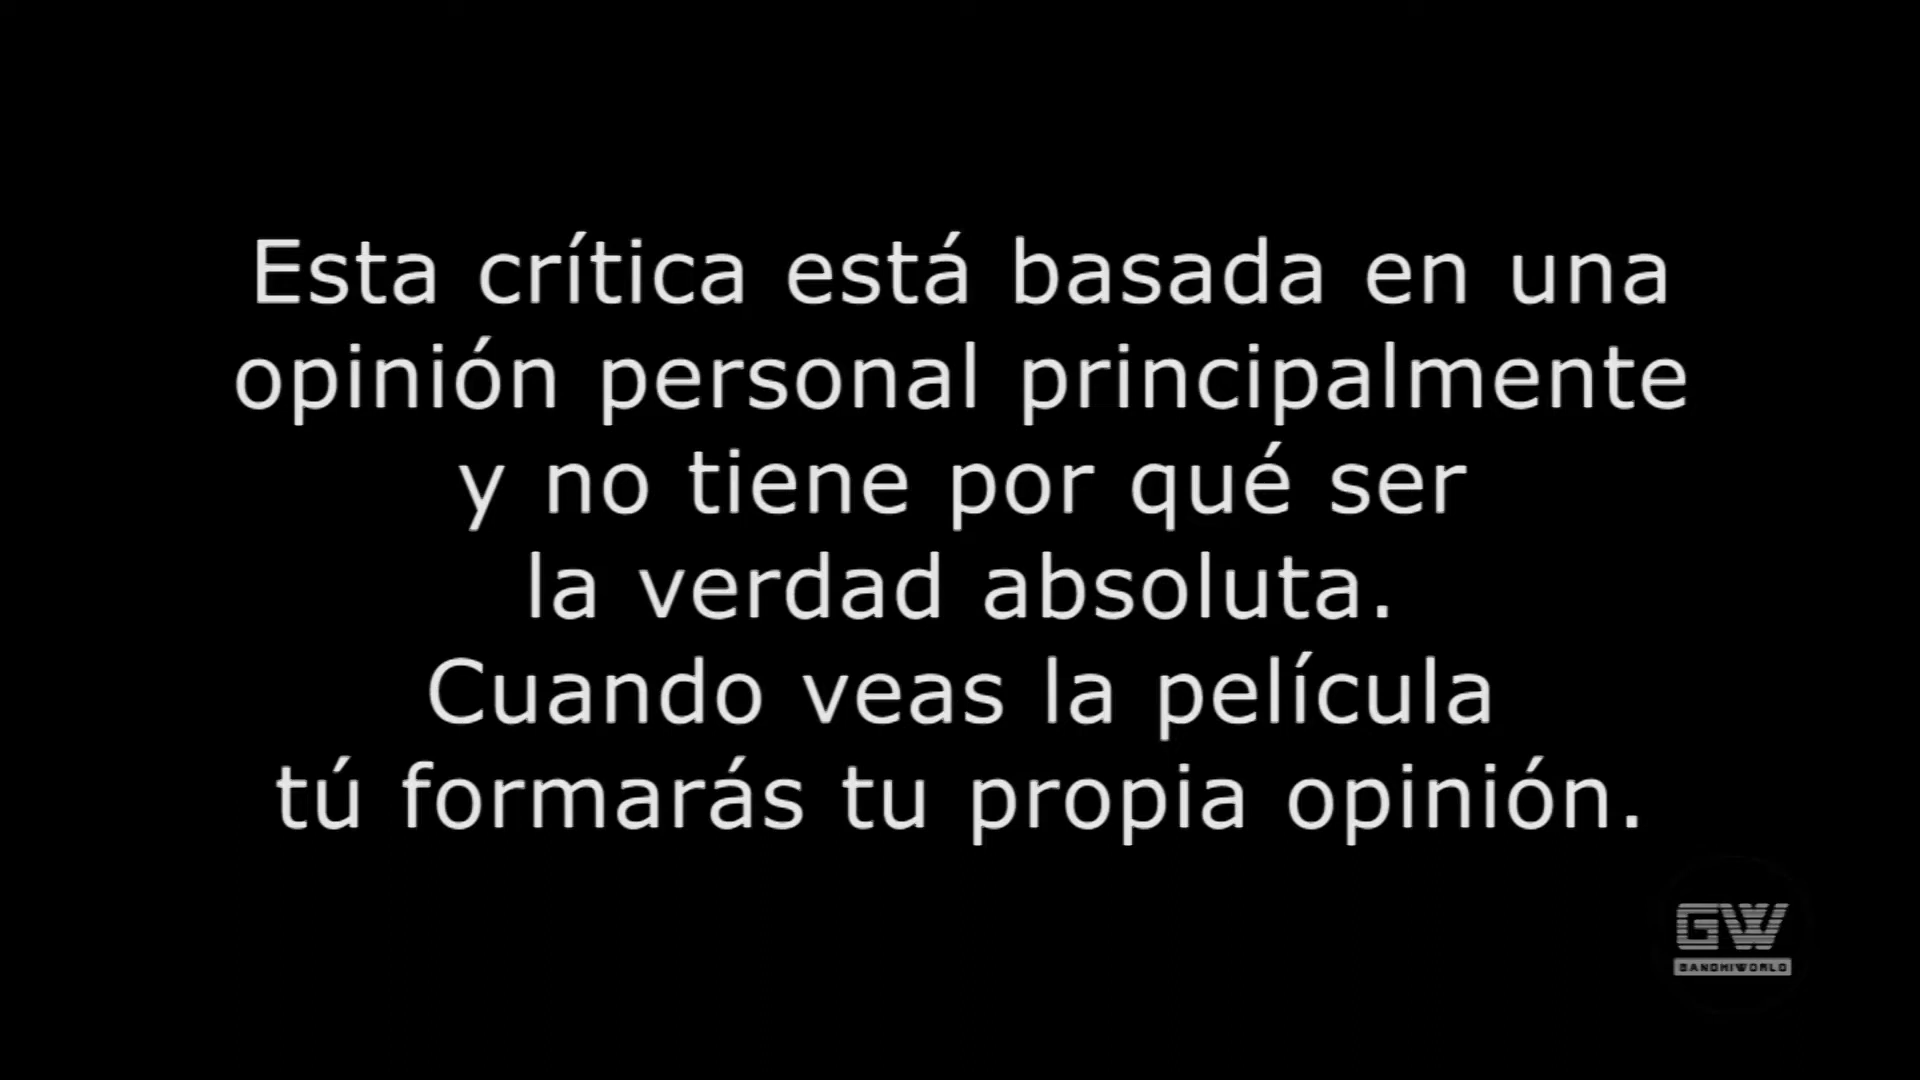 Esta crítica está basada en una
opinión personal principalmente
y no tiene por qué ser
la verdad absoluta.
Cuando veas la película
tú formarás tu propia opinión.
GW
GANDHIWORLD